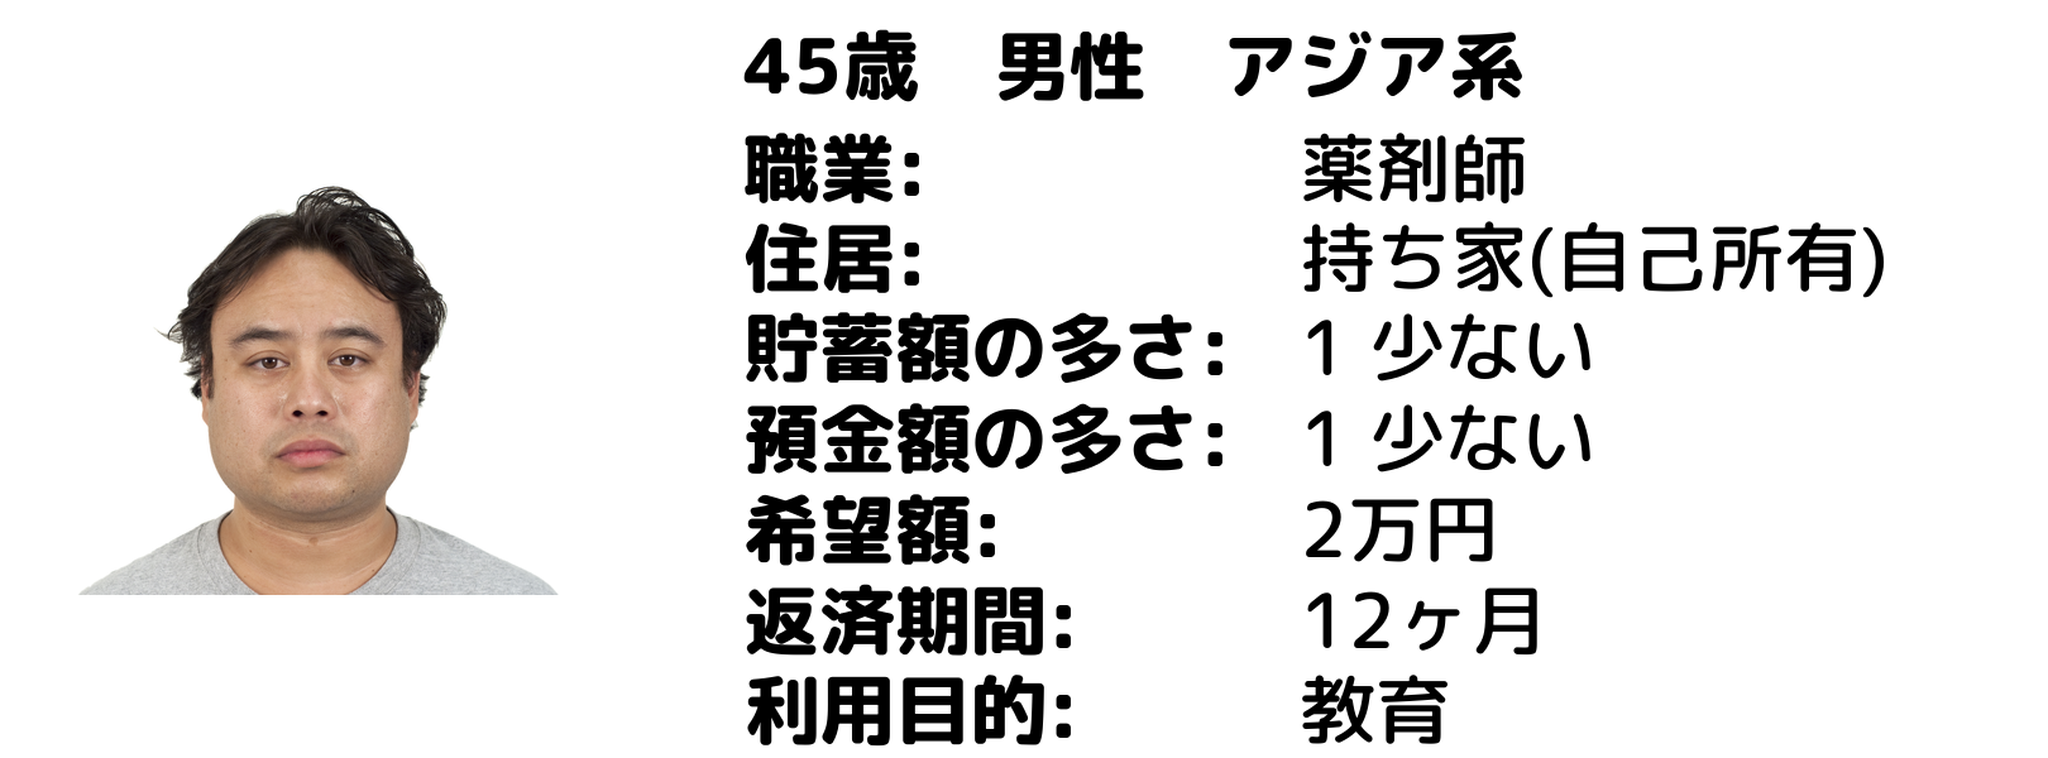 45歳　男性　アジア系
職業: 薬剤師
住居: 持ち家(自己所有)
貯蓄額の多さ: 1 少ない
預金額の多さ: 1 少ない
希望額: 2万円
返済期間: 12ヶ月
利用目的: 教育